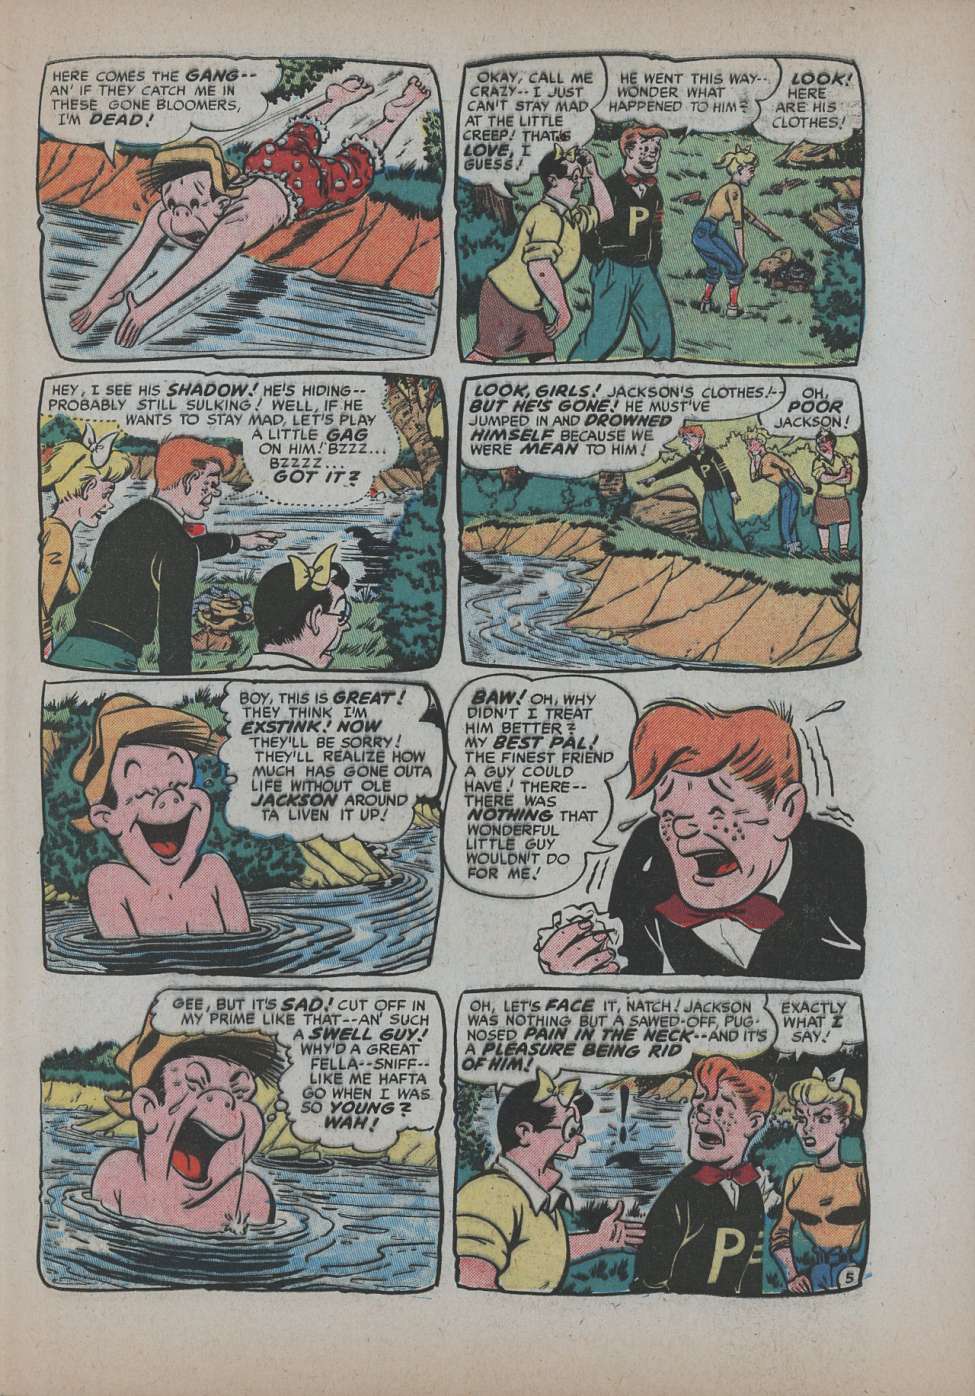 HERE COMES THE GANG--
AN' IF THEY CATCH ME IN
THESE GONE BLOOMERS,
I'M DEAD!
OKAY, CALL ME
CRAZY-- I JUST
CAN'T STAY MAD
AT THE LITTLE
CREEP! THAT'S
LOVE, I
GUESS!
HE WENT THIS WAY--
WONDER WHAT
HAPPENED TO HIM?
LOOK!
HERE
ARE HIS
CLOTHES!
P
HEY, I SEE HIS SHADOW! HE'S HIDING--
PROBABLY STILL SULKING! WELL, IF HE
WANTS TO STAY MAD, LET'S PLAY
A LITTLE GAG
ON HIM! BZZZ...
BZZZZ...
GOT IT?
LOOK, GIRLS! JACKSON'S CLOTHES!--
BUT HE'S GONE! HE MUST'VE
JUMPED IN AND DROWNED
HIMSELF BECAUSE WE
WERE MEAN TO HIM!
OH,
POOR
JACKSON!
P
BOY, THIS IS GREAT!
THEY THINK I'M
EXSTINK! NOW
THEY'LL BE SORRY!
THEY'LL REALIZE HOW
MUCH HAS GONE OUTA
LIFE WITHOUT OLE
JACKSON AROUND
TA LIVEN IT UP!
BAW! OH, WHY
DIDN'T I TREAT
HIM BETTER?
MY BEST PAL!
THE FINEST FRIEND
A GUY COULD
HAVE! THERE--
THERE WAS
NOTHING THAT
WONDERFUL
LITTLE GUY
WOULDN'T DO
FOR ME!
GEE, BUT IT'S SAD! CUT OFF IN
MY PRIME LIKE THAT--AN' SUCH
A SWELL GUY!
WHY'D A GREAT
FELLA--SNIFF--
LIKE ME HAFTA
GO WHEN I WAS
SO YOUNG?
WAH!
OH, LET'S FACE IT, NATCH! JACKSON
WAS NOTHING BUT A SAWED-OFF, PUG-
NOSED PAIN IN THE NECK--AND IT'S
A PLEASURE BEING RID
OF HIM!
EXACTLY
WHAT I
SAY!
!
P
5